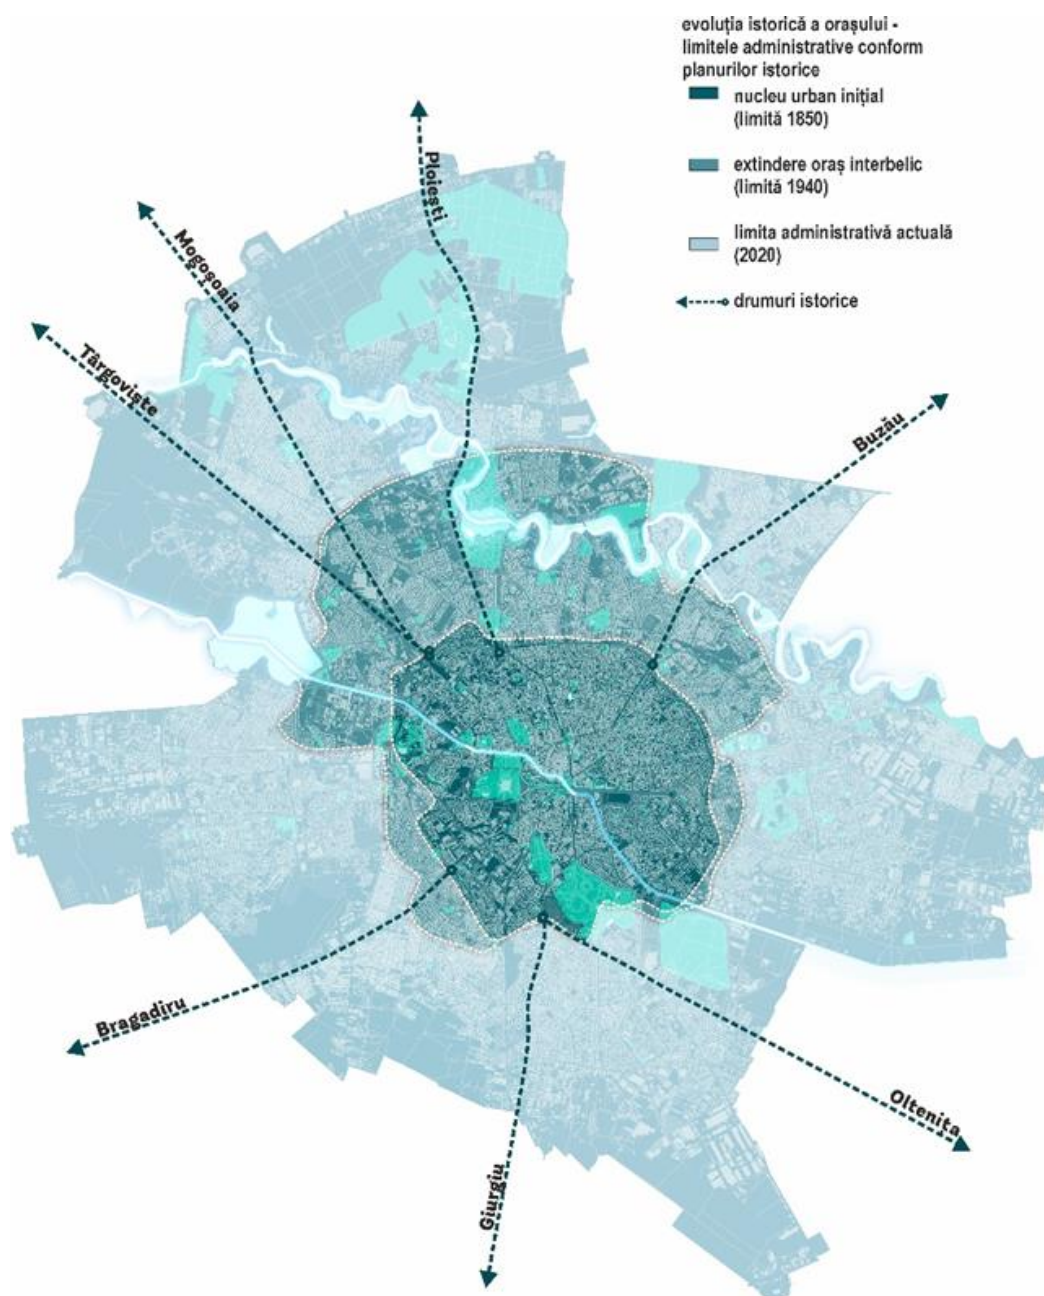 evoluția istorică a orașului -
limitele administrative conform
planurilor istorice
nucleu urban inițial
(limită 1850)
extindere oraș interbelic
(limită 1940)
limita administrativă actuală
(2020)
drumuri istorice
Ploiești
Mogoșoaia
Târgoviște
Buzău
Bragadiru
Giurgiu
Oltenița